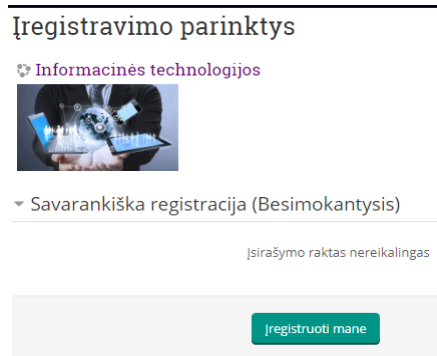 Įregistravimo parinktys
Informacinės technologijos
Savarankiška registracija (Besimokantysis)
Įsirašymo raktas nereikalingas
Įregistruoti mane